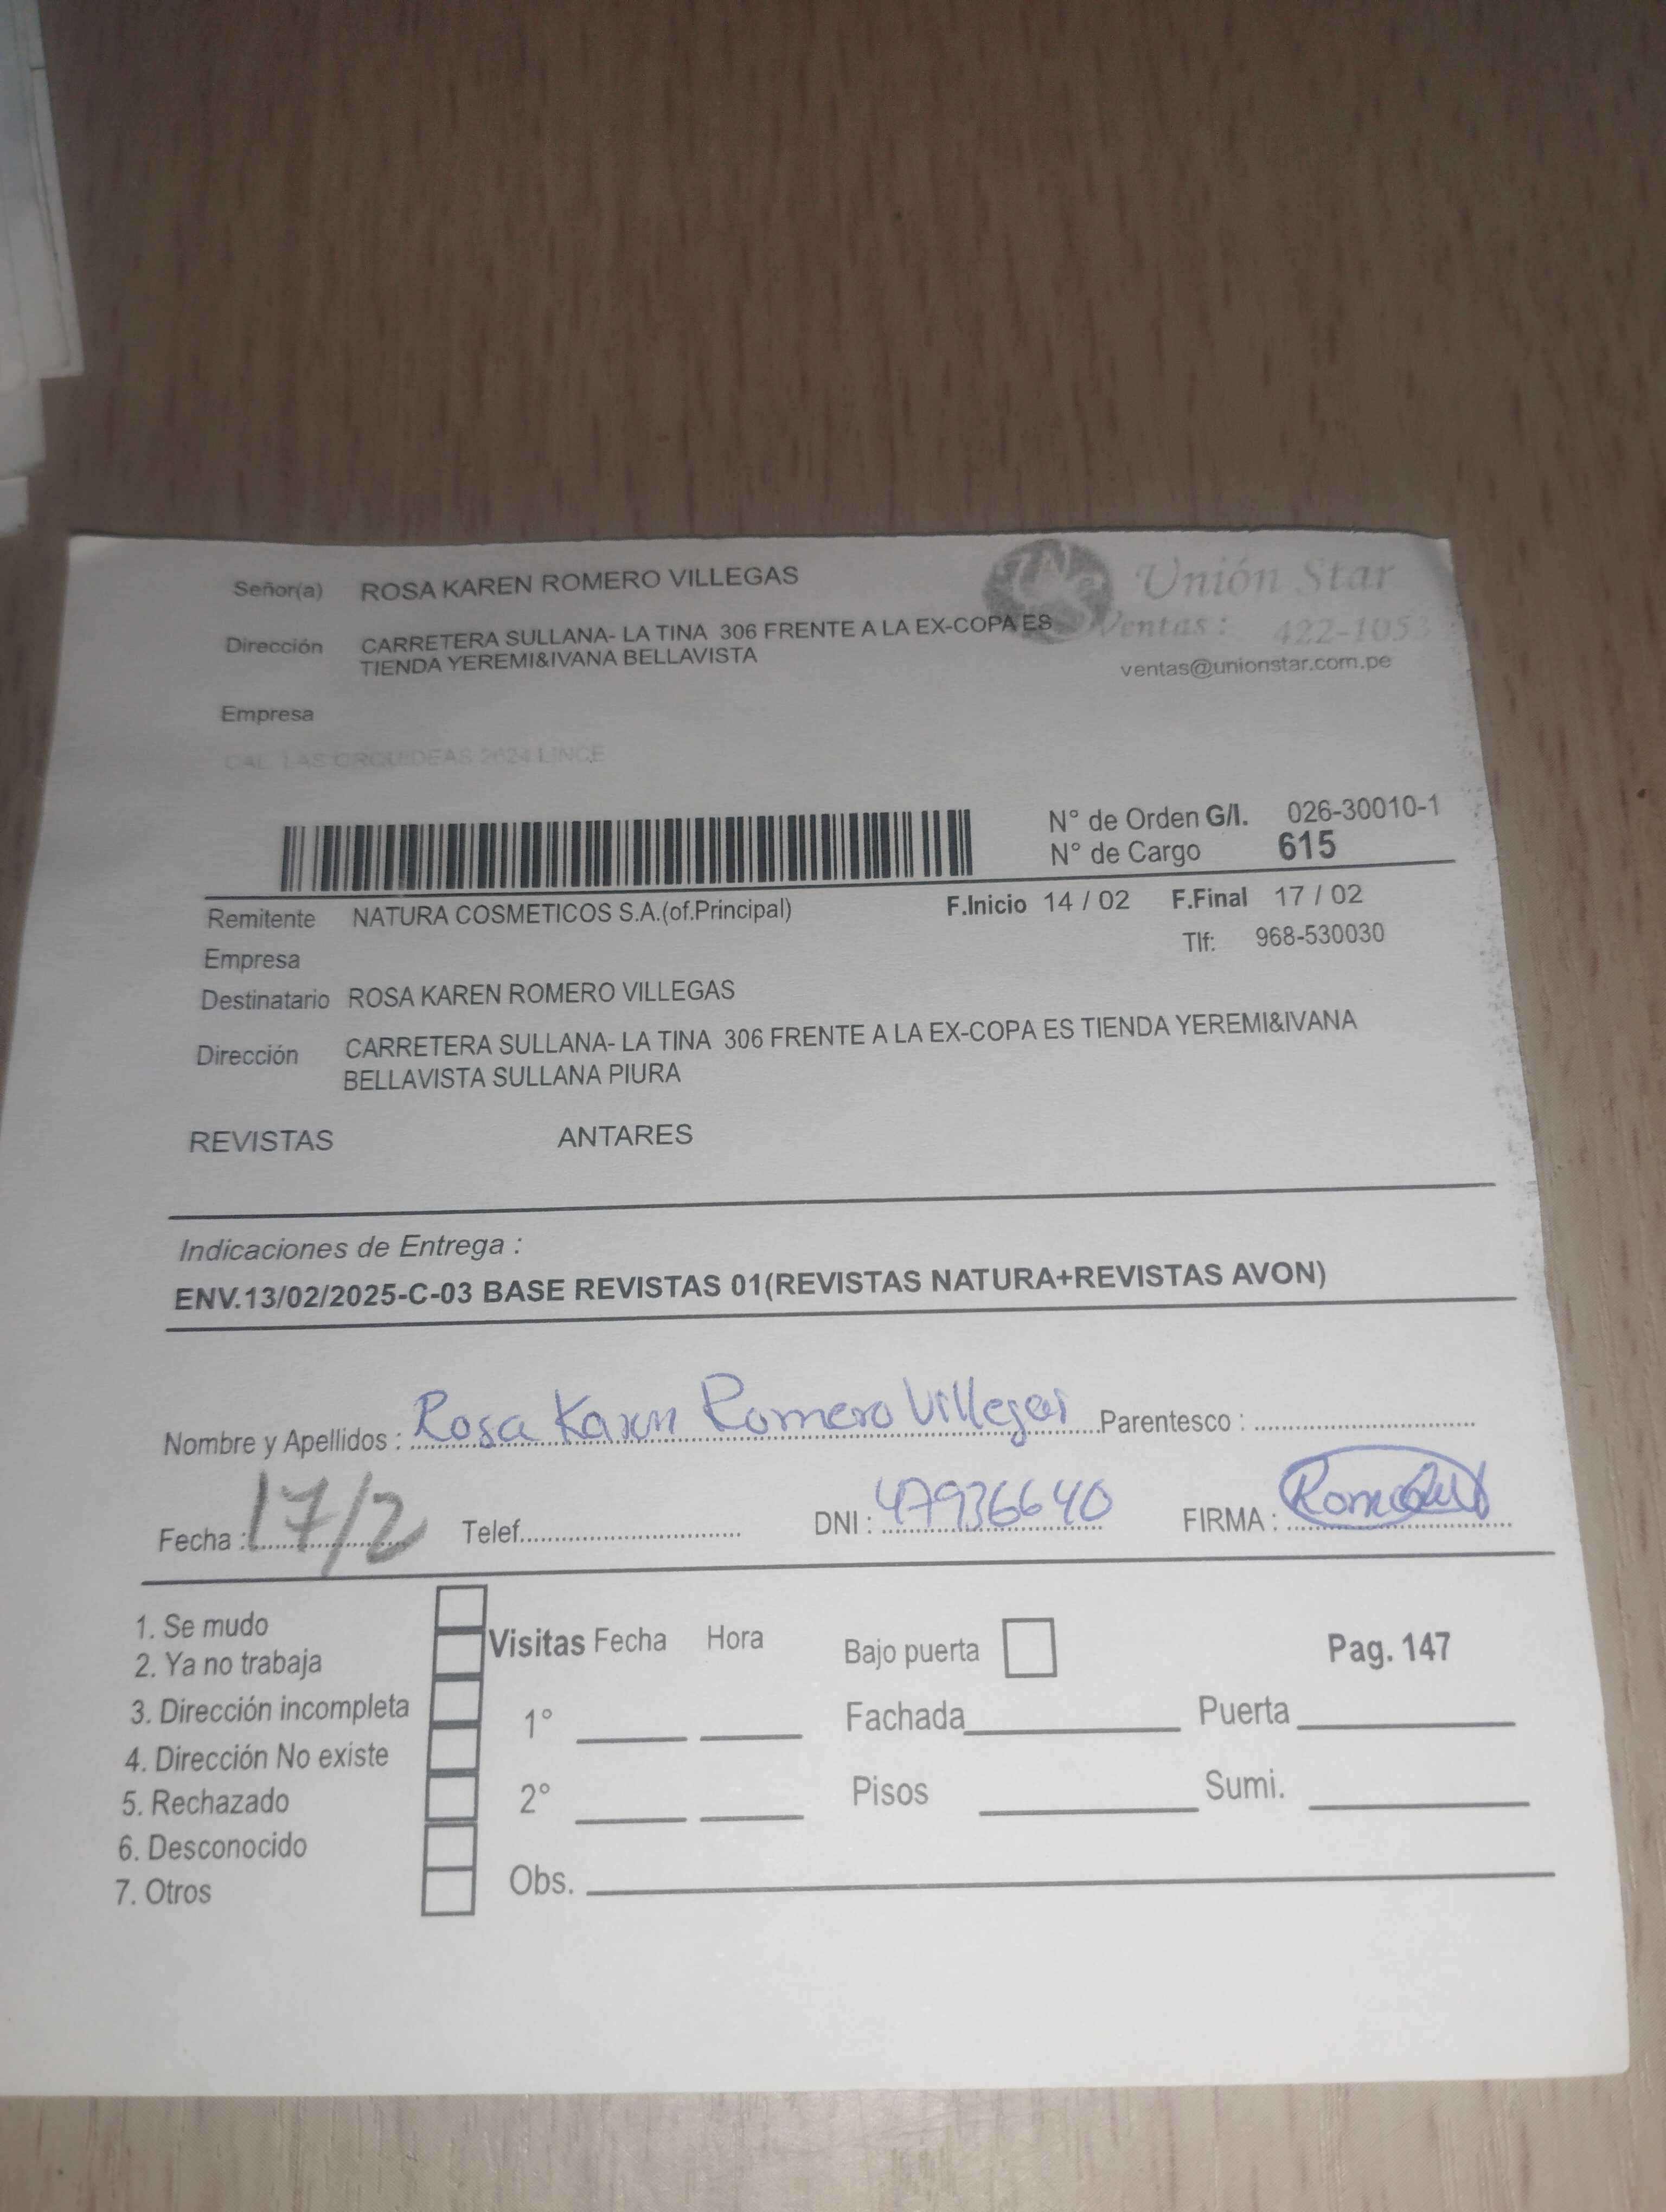 Señor(a) ROSA KAREN ROMERO VILLEGAS
Unión Star
Dirección CARRETERA SULLANA- LA TINA 306 FRENTE A LA EX-COPA ES
TIENDA YEREMI&IVANA BELLAVISTA
Ventas : 422-105
ventas@unionstar.com.pe
Empresa
CAL LAS ORQUIDEAS 2624 LINCE
N° de Orden G/I. 026-30010-1
N° de Cargo 615
Remitente NATURA COSMETICOS S.A.(of.Principal) F.Inicio 14 / 02 F.Final 17 / 02
Tlf: 968-530030
Empresa
Destinatario ROSA KAREN ROMERO VILLEGAS
Dirección CARRETERA SULLANA- LA TINA 306 FRENTE A LA EX-COPA ES TIENDA YEREMI&IVANA
BELLAVISTA SULLANA PIURA
REVISTAS ANTARES
Indicaciones de Entrega :
ENV.13/02/2025-C-03 BASE REVISTAS 01(REVISTAS NATURA+REVISTAS AVON)
Nombre y Apellidos : Rosa Karen Romero Villegas Parentesco :
Fecha : 17/2 Telef. DNI : 47936640 FIRMA :
1. Se mudo
2. Ya no trabaja
3. Dirección incompleta
4. Dirección No existe
5. Rechazado
6. Desconocido
7. Otros
Visitas Fecha Hora
1°
2°
Obs.
Bajo puerta
Pag. 147
Fachada Puerta
Pisos Sumi.